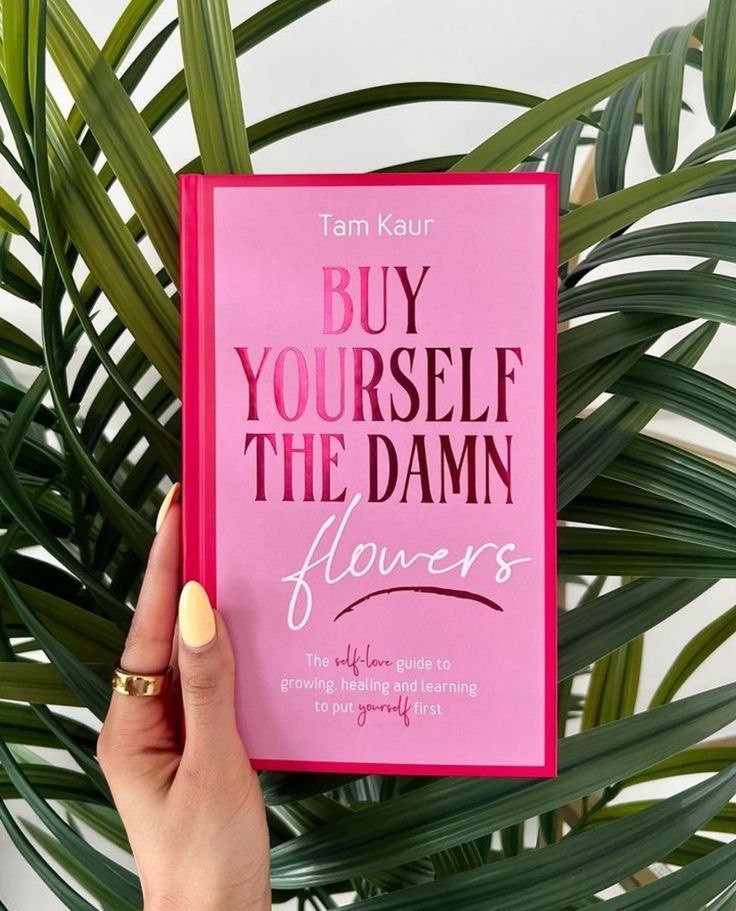 Tam Kaur
BUY
YOURSELF
THE DAMN
flowers
The self-love guide to
growing, healing and learning
to put yourself first